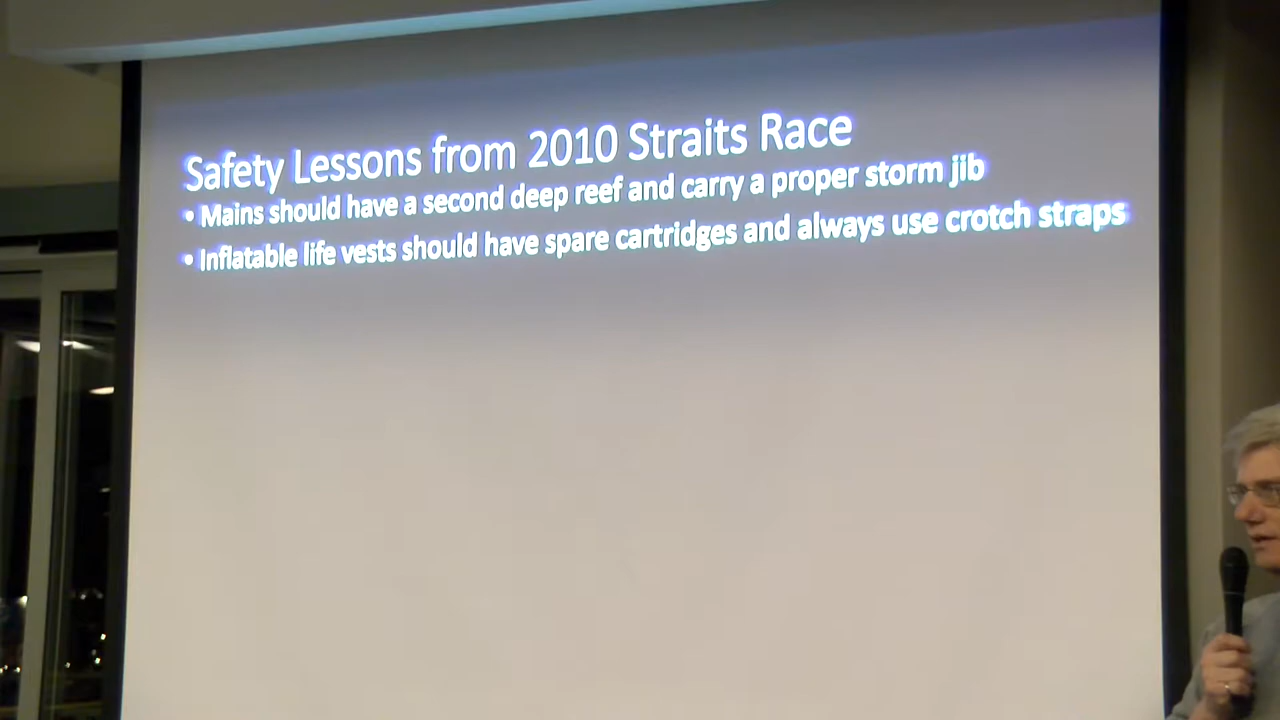 Safety Lessons from 2010 Straits Race
• Mains should have a second deep reef and carry a proper storm jib
• Inflatable life vests should have spare cartridges and always use crotch straps